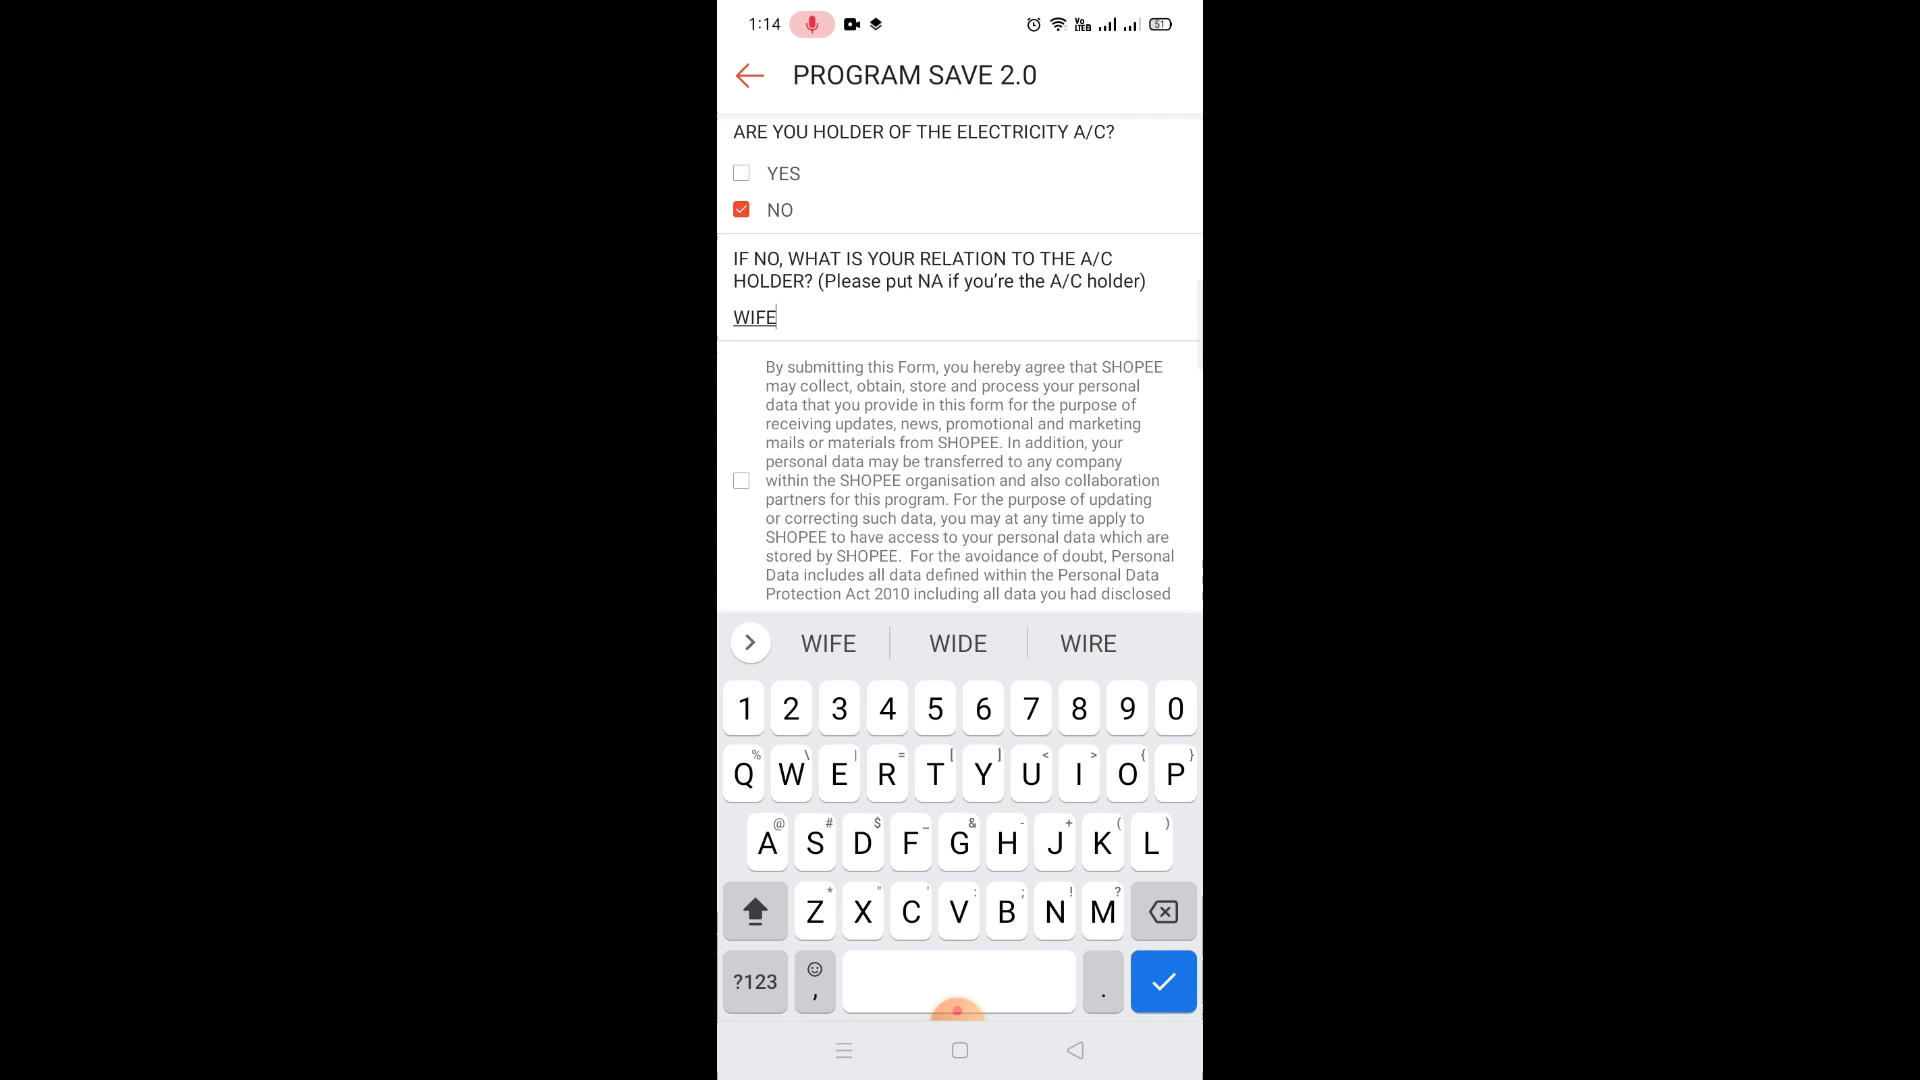 1:14
Vo
LTE2
51
PROGRAM SAVE 2.0
ARE YOU HOLDER OF THE ELECTRICITY A/C?
YES
NO
IF NO, WHAT IS YOUR RELATION TO THE A/C
HOLDER? (Please put NA if you’re the A/C holder)
WIFE
By submitting this Form, you hereby agree that SHOPEE
may collect, obtain, store and process your personal
data that you provide in this form for the purpose of
receiving updates, news, promotional and marketing
mails or materials from SHOPEE. In addition, your
personal data may be transferred to any company
within the SHOPEE organisation and also collaboration
partners for this program. For the purpose of updating
or correcting such data, you may at any time apply to
SHOPEE to have access to your personal data which are
stored by SHOPEE.  For the avoidance of doubt, Personal
Data includes all data defined within the Personal Data
Protection Act 2010 including all data you had disclosed
WIFE WIDE WIRE
1 2 3 4 5 6 7 8 9 0
% \ | = [ ] < > { }
Q W E R T Y U I O P
@ # $ _ & - + ( )
A S D F G H J K L
* " ' : ; ! ?
Z X C V B N M
?123 , .